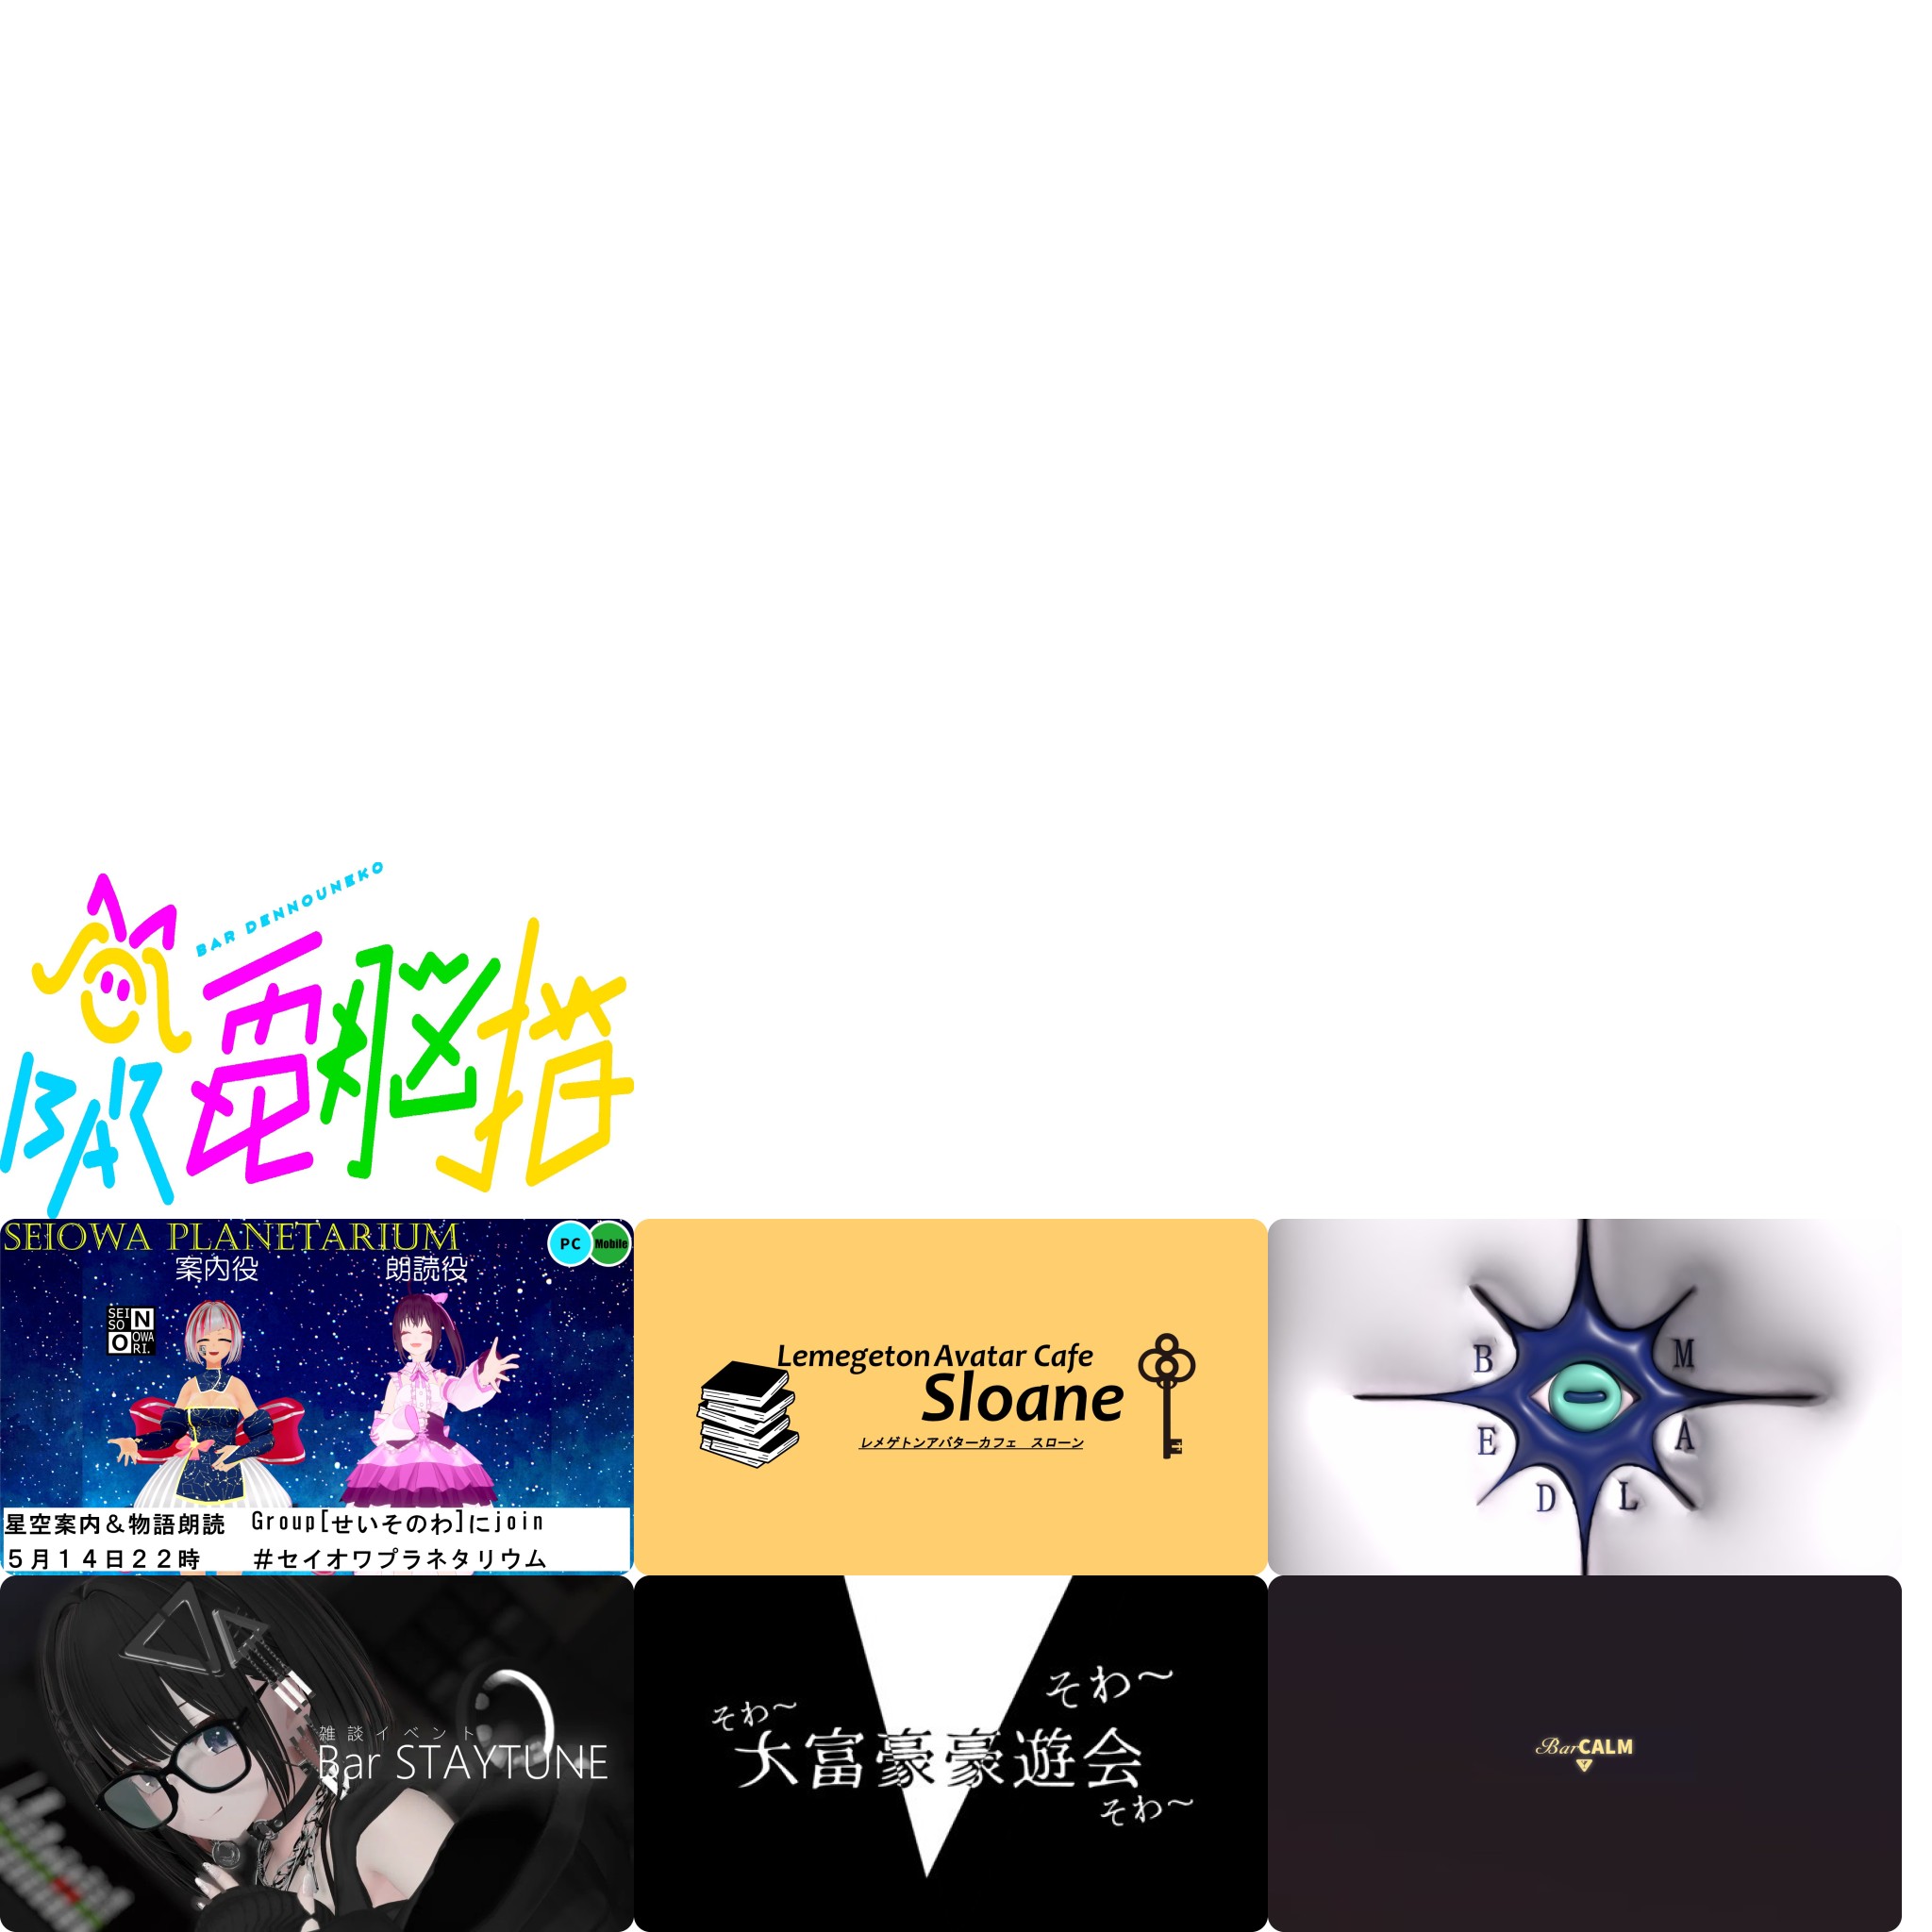 BAR DENNOUNEKO
BAR 電脳猫
SEIOWA PLANETARIUM
PC Mobile
案内役 朗読役
SEI
SO
N
O
OWA
RI.
星空案内＆物語朗読 Group[せいそのわ]にjoin
５月１４日２２時 ＃セイオワプラネタリウム
Lemegeton Avatar Cafe
Sloane
レメゲトンアバターカフェ　スローン
B M
E A
D L
雑談イベント
Bar STAYTUNE
そわ～
そわ～
大富豪豪遊会
そわ～
Bar CALM